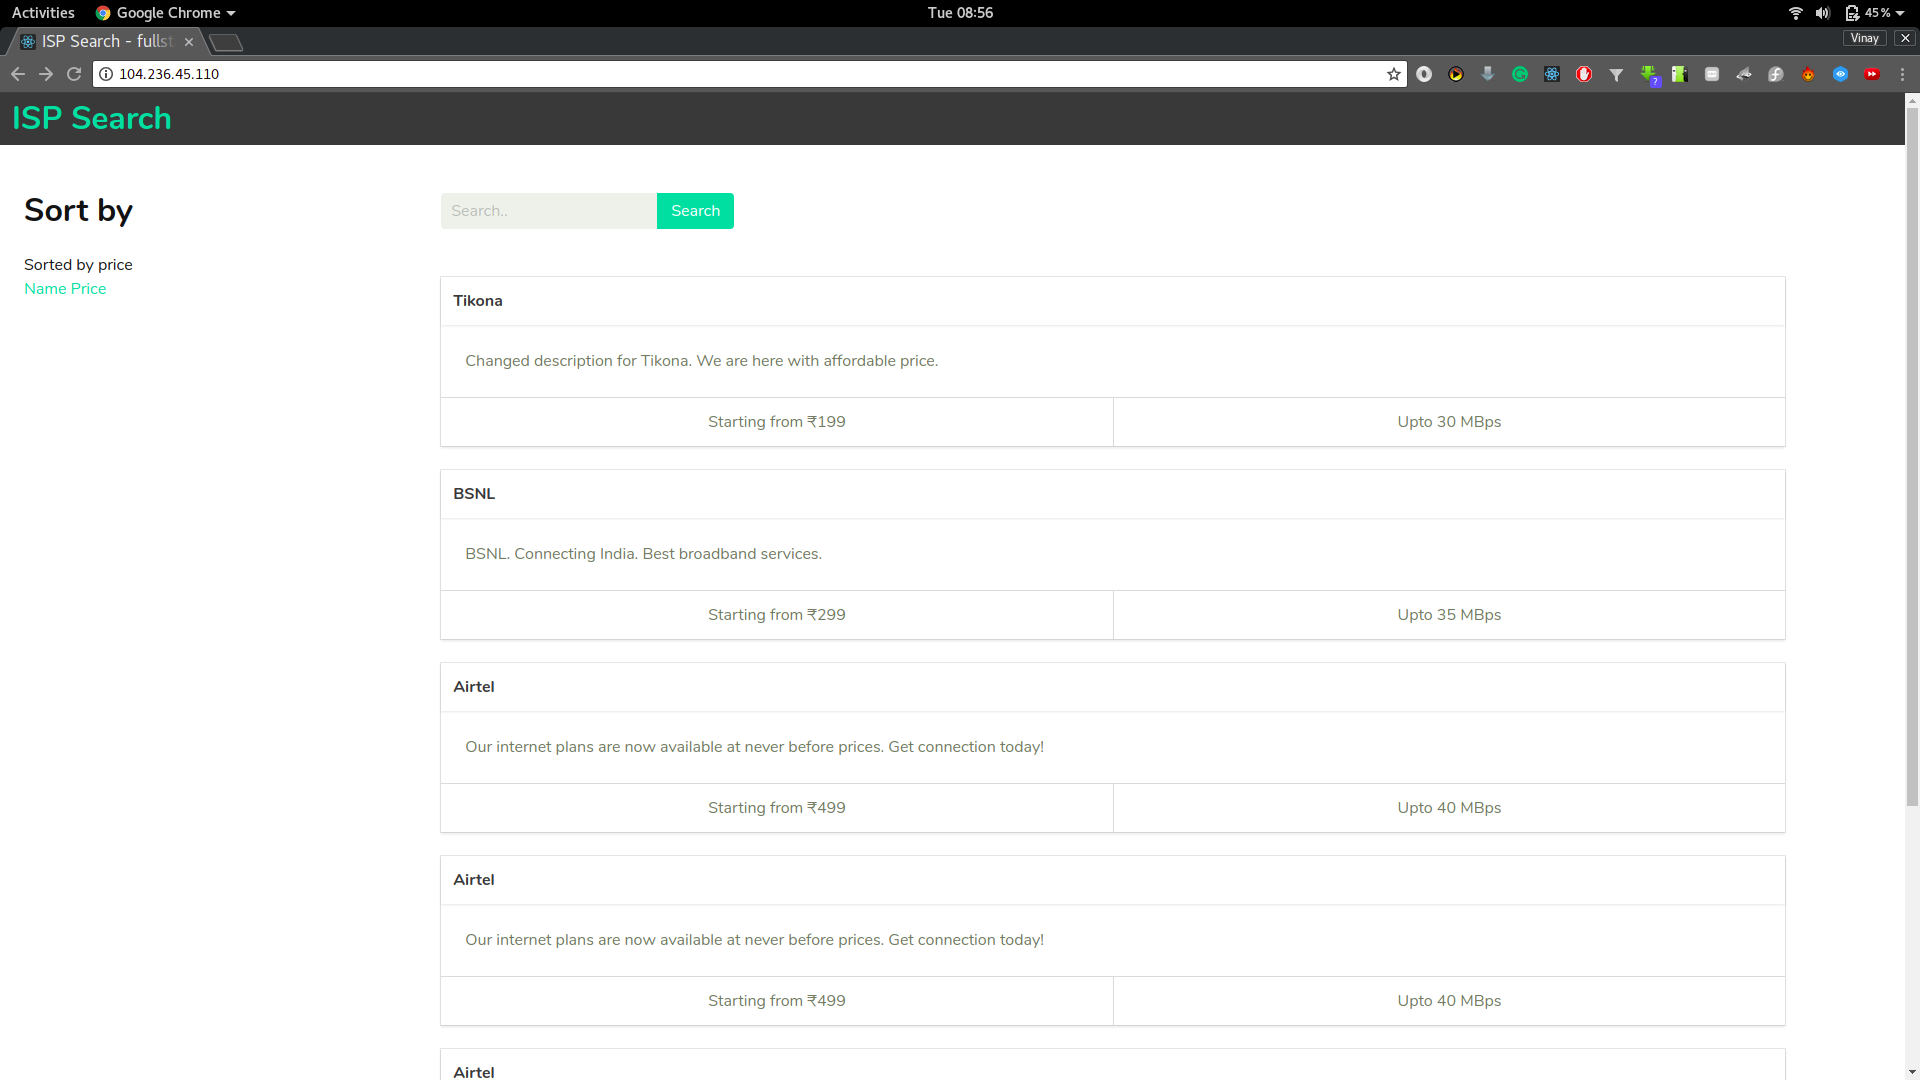 Activities Google Chrome Tue 08:56 45%
ISP Search - fullst Vinay
104.236.45.110
ISP Search
Sort by
Sorted by price
Name Price
Search.. Search
Tikona
Changed description for Tikona. We are here with affordable price.
Starting from ₹199 Upto 30 MBps
BSNL
BSNL. Connecting India. Best broadband services.
Starting from ₹299 Upto 35 MBps
Airtel
Our internet plans are now available at never before prices. Get connection today!
Starting from ₹499 Upto 40 MBps
Airtel
Our internet plans are now available at never before prices. Get connection today!
Starting from ₹499 Upto 40 MBps
Airtel